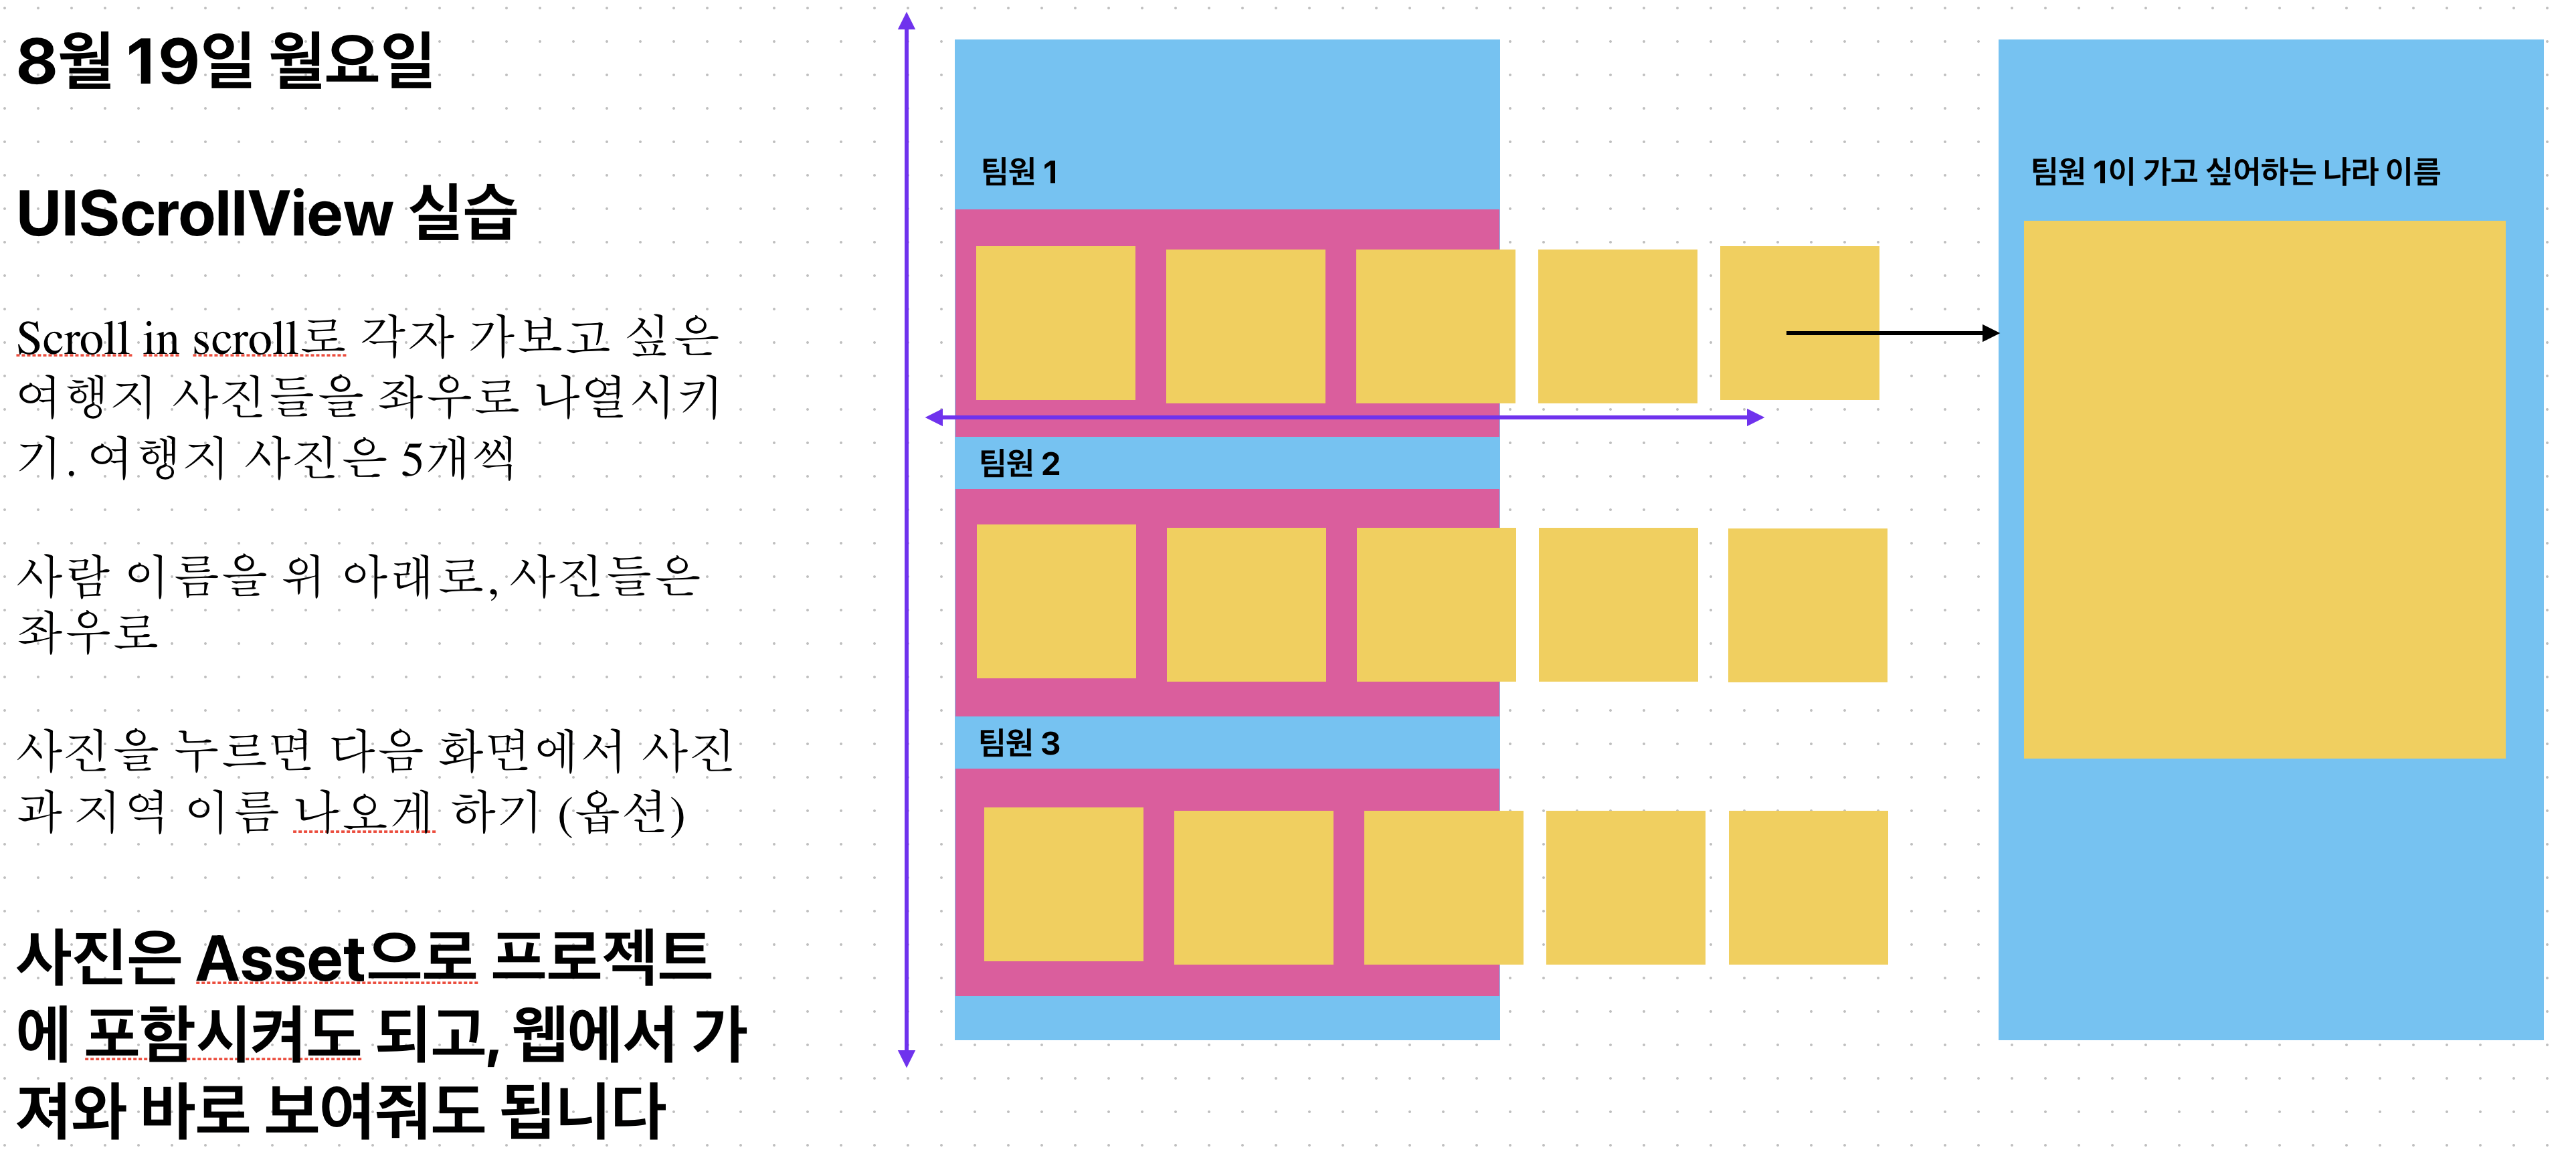 8월 19일 월요일
UIScrollView 실습
Scroll in scroll로 각자 가보고 싶은
여행지 사진들을 좌우로 나열시키
기. 여행지 사진은 5개씩
사람 이름을 위 아래로, 사진들은
좌우로
사진을 누르면 다음 화면에서 사진
과 지역 이름 나오게 하기 (옵션)
사진은 Asset으로 프로젝트
에 포함시켜도 되고, 웹에서 가
져와 바로 보여줘도 됩니다
팀원 1
팀원 2
팀원 3
팀원 1이 가고 싶어하는 나라 이름